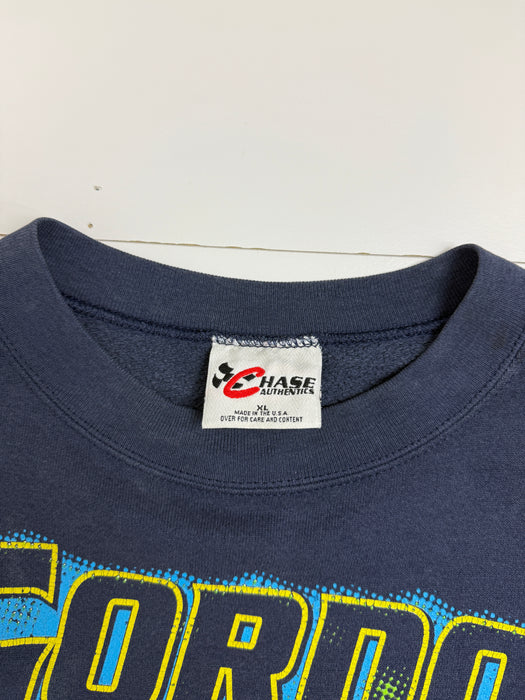 CHASE
AUTHENTICS
XL
MADE IN THE U.S.A.
OVER FOR CARE AND CONTENT
GORDO